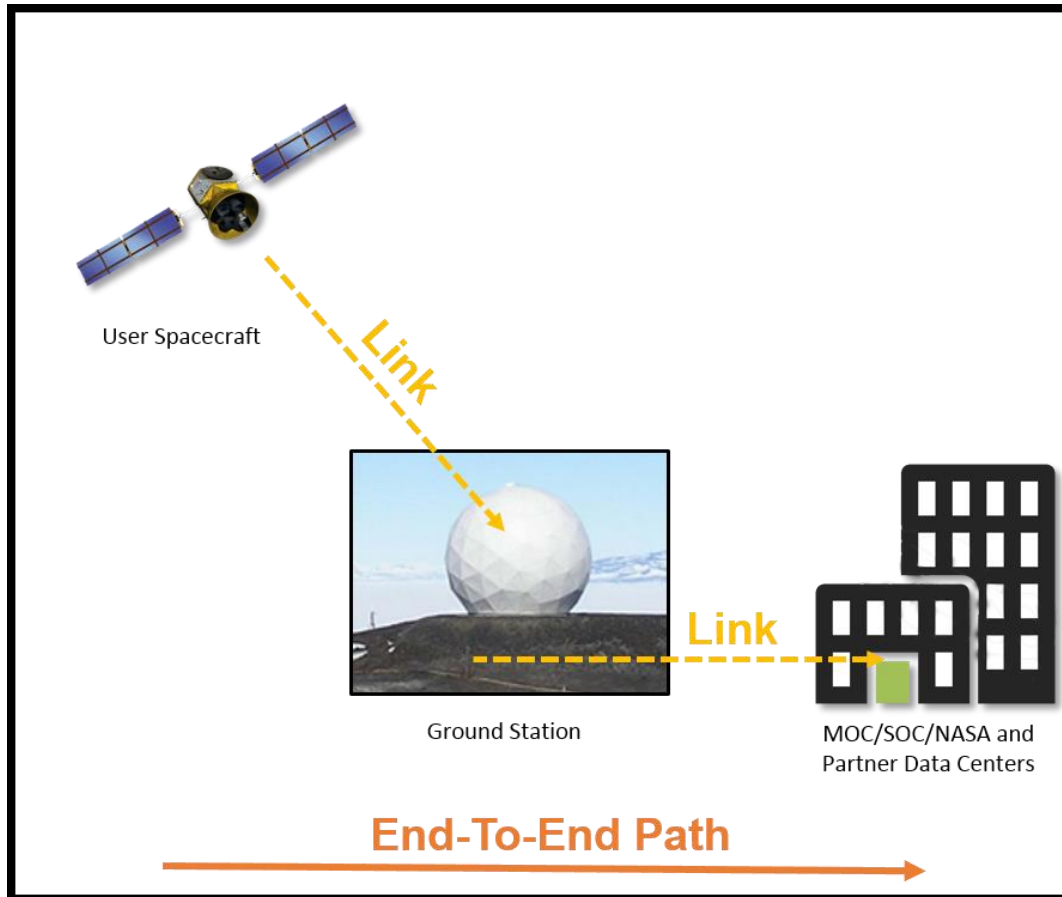 User Spacecraft
Link
Link
Ground Station
MOC/SOC/NASA and
Partner Data Centers
End-To-End Path